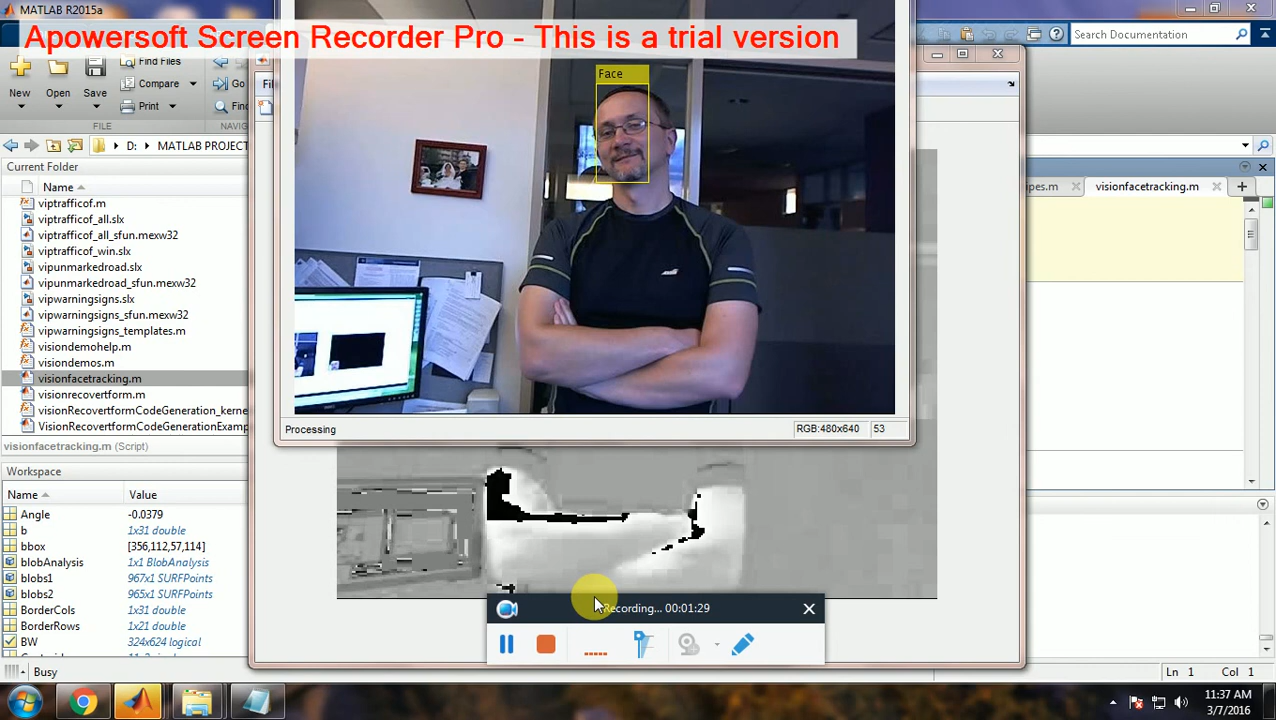 MATLAB R2015a
Apowersoft Screen Recorder Pro - This is a trial version
Search Documentation
New
Open
Save
Find Files
Compare
Print
Go
FILE
D:
MATLAB PROJECT
Current Folder
Name
viptrafficof.m
viptrafficof_all.slx
viptrafficof_all_sfun.mexw32
viptrafficof_win.slx
vipunmarkedroad.slx
vipunmarkedroad_sfun.mexw32
vipwarningsigns.slx
vipwarningsigns_sfun.mexw32
vipwarningsigns_templates.m
visiondemohelp.m
visiondemos.m
visionfacetracking.m
visionrecovertform.m
visionRecovertformCodeGeneration_kerne
VisionRecovertformCodeGenerationExamp
visionfacetracking.m (Script)
Workspace
Name Value
Angle -0.0379
b 1x31 double
bbox [356,112,57,114]
blobAnalysis 1x1 BlobAnalysis
blobs1 967x1 SURFPoints
blobs2 965x1 SURFPoints
BorderCols 1x31 double
BorderRows 1x21 double
BW 324x624 logical
Busy
Face
Processing
RGB:480x640 53
visionfacetracking.m
Recording... 00:01:29
Ln 1 Col 1
11:37 AM
3/7/2016